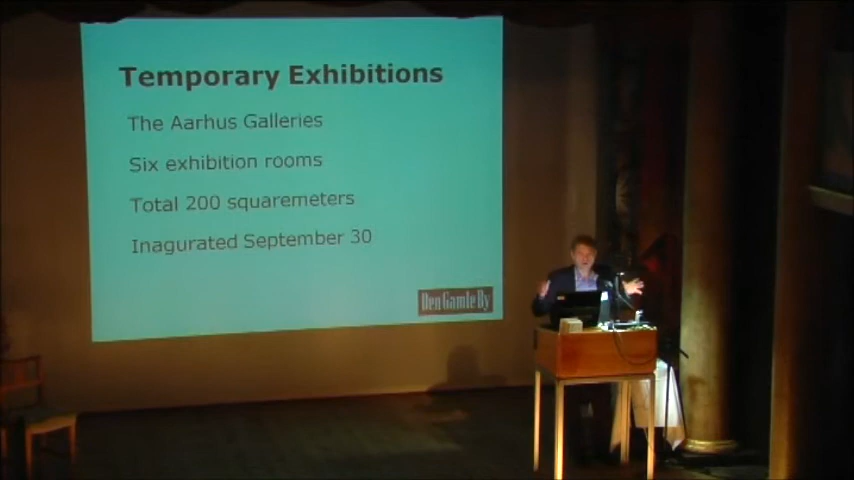 Temporary Exhibitions
The Aarhus Galleries
Six exhibition rooms
Total 200 squaremeters
Inagurated September 30
Den Gamle By